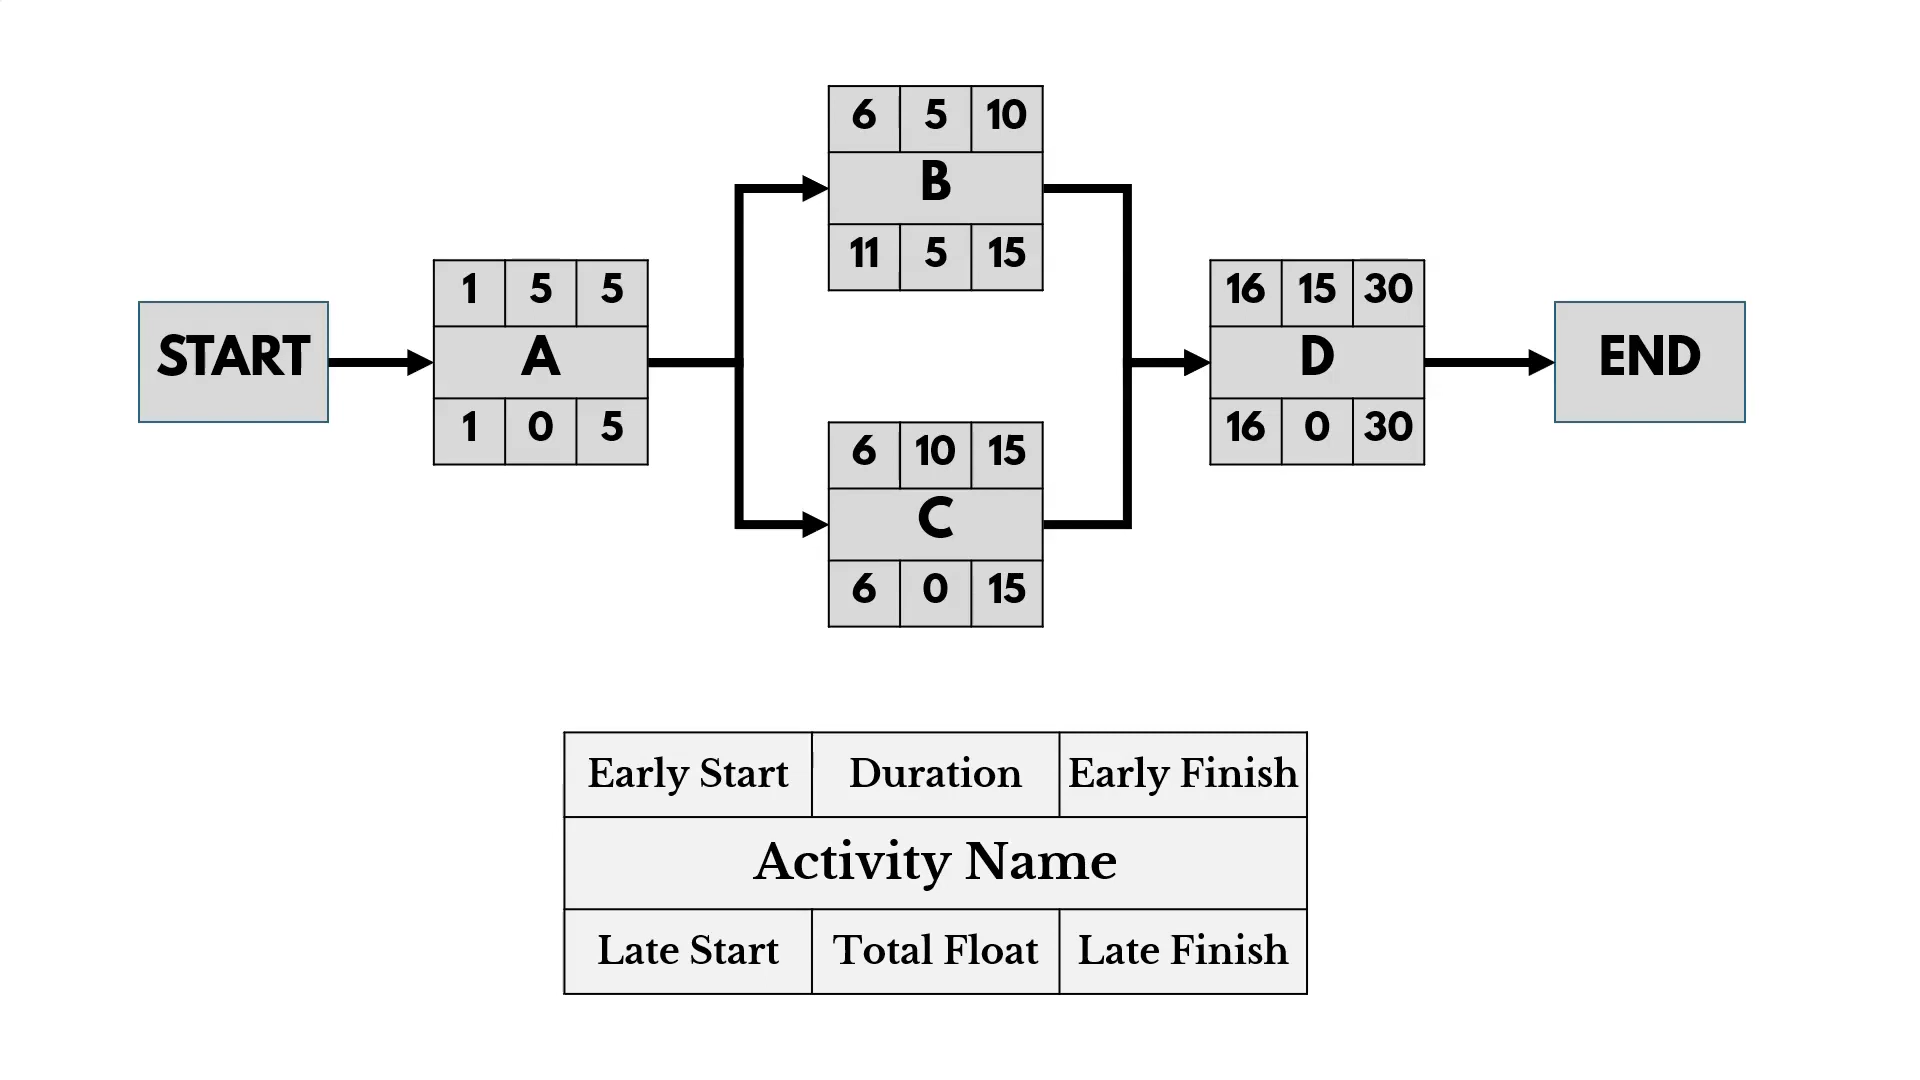 6 5 10
B
11 5 15
1 5 5
START
A
1 0 5
16 15 30
D
16 0 30
END
6 10 15
C
6 0 15
Early Start Duration Early Finish
Activity Name
Late Start Total Float Late Finish